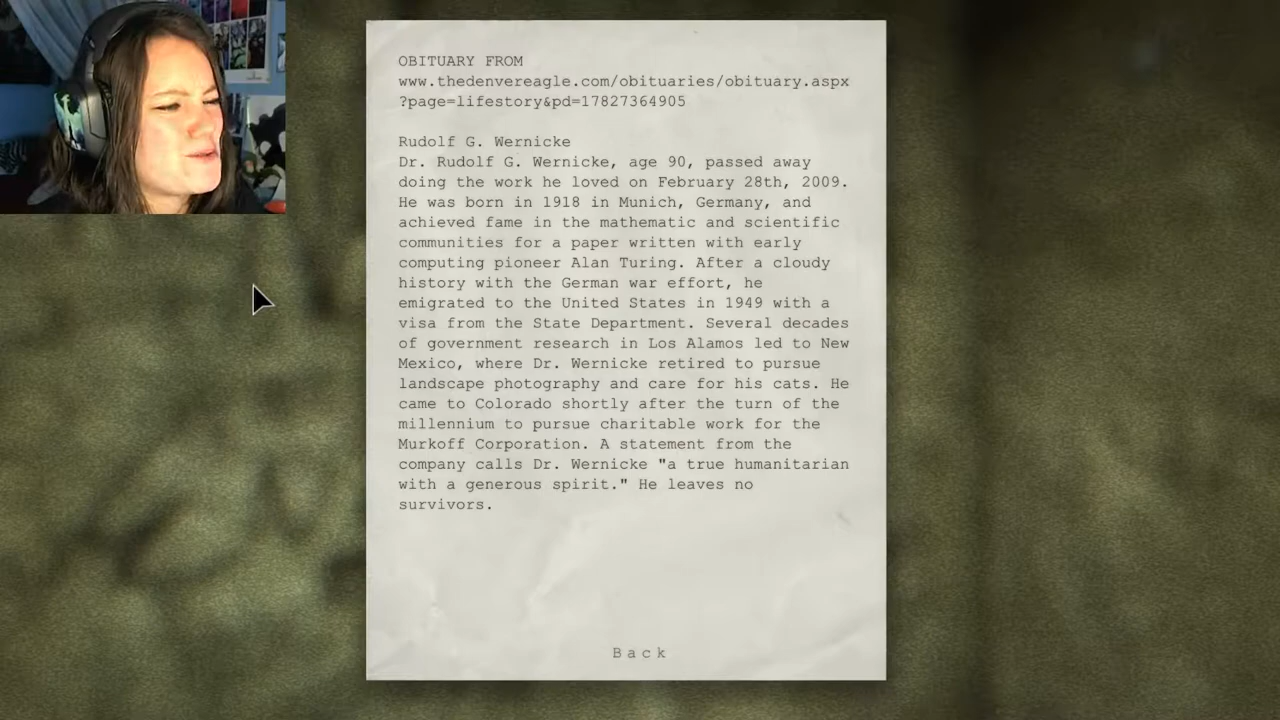 OBITUARY FROM
www.thedenvereagle.com/obituaries/obituary.aspx
?page=lifestory&pd=17827364905
Rudolf G. Wernicke
Dr. Rudolf G. Wernicke, age 90, passed away
doing the work he loved on February 28th, 2009.
He was born in 1918 in Munich, Germany, and
achieved fame in the mathematic and scientific
communities for a paper written with early
computing pioneer Alan Turing. After a cloudy
history with the German war effort, he
emigrated to the United States in 1949 with a
visa from the State Department. Several decades
of government research in Los Alamos led to New
Mexico, where Dr. Wernicke retired to pursue
landscape photography and care for his cats. He
came to Colorado shortly after the turn of the
millennium to pursue charitable work for the
Murkoff Corporation. A statement from the
company calls Dr. Wernicke "a true humanitarian
with a generous spirit." He leaves no
survivors.
Back